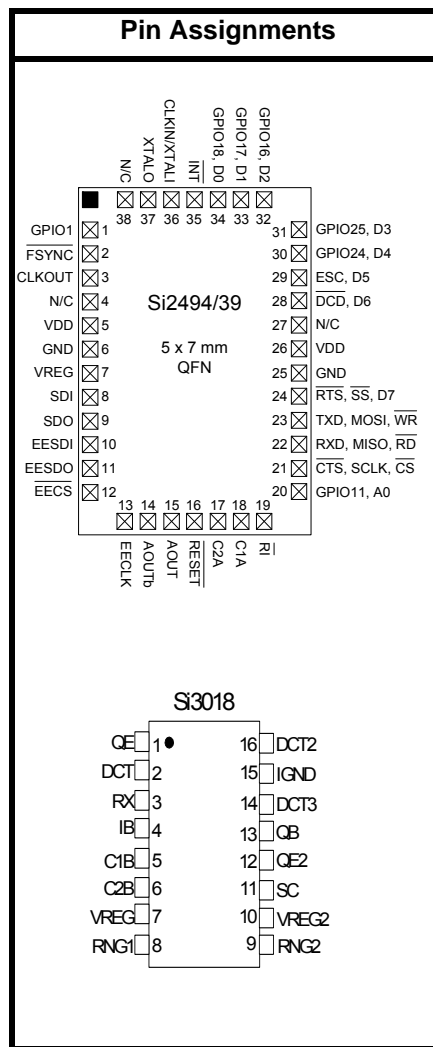 Pin Assignments
N/C
XTALO
CLKIN/XTALI
INT
GPIO18, D0
GPIO17, D1
GPIO16, D2
38 37 36 35 34 33 32
GPIO1 1
FSYNC 2
CLKOUT 3
N/C 4
VDD 5
GND 6
VREG 7
SDI 8
SDO 9
EESDI 10
EESDO 11
EECS 12
Si2494/39
5 x 7 mm
QFN
31 GPIO25, D3
30 GPIO24, D4
29 ESC, D5
28 DCD, D6
27 N/C
26 VDD
25 GND
24 RTS, SS, D7
23 TXD, MOSI, WR
22 RXD, MISO, RD
21 CTS, SCLK, CS
20 GPIO11, A0
13 14 15 16 17 18 19
EECLK
AOUTb
AOUT
RESET
C2A
C1A
RI
Si3018
QE 1 16 DCT2
DCT 2 15 IGND
RX 3 14 DCT3
IB 4 13 QB
C1B 5 12 QE2
C2B 6 11 SC
VREG 7 10 VREG2
RNG1 8 9 RNG2